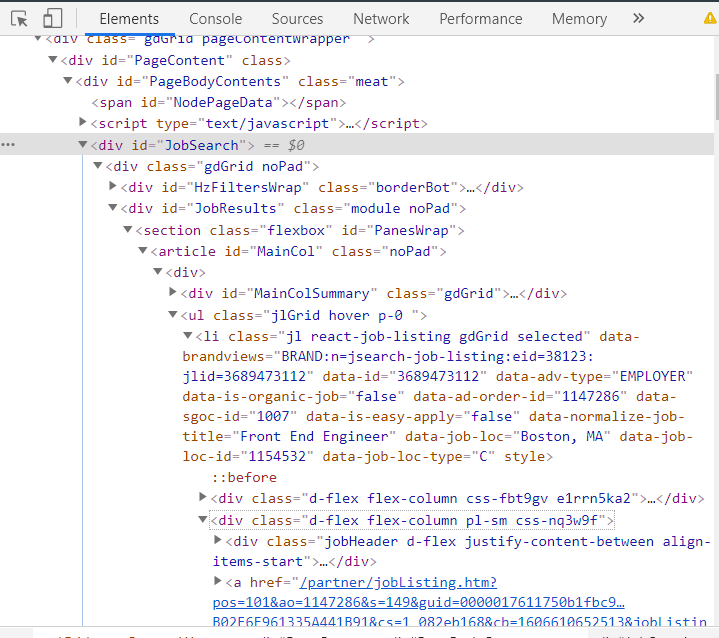 Elements Console Sources Network Performance Memory »
▼<div class="gdGrid pageContentWrapper ">
▼<div id="PageContent" class>
▼<div id="PageBodyContents" class="meat">
<span id="NodePageData"></span>
▶<script type="text/javascript">…</script>
… ▼<div id="JobSearch"> == $0
▼<div class="gdGrid noPad">
▶<div id="HzFiltersWrap" class="borderBot">…</div>
▼<div id="JobResults" class="module noPad">
▼<section class="flexbox" id="PanesWrap">
▼<article id="MainCol" class="noPad">
▼<div>
▶<div id="MainColSummary" class="gdGrid">…</div>
▼<ul class="jlGrid hover p-0 ">
▼<li class="jl react-job-listing gdGrid selected" data-
brandviews="BRAND:n=jsearch-job-listing:eid=38123:
jlid=3689473112" data-id="3689473112" data-adv-type="EMPLOYER"
data-is-organic-job="false" data-ad-order-id="1147286" data-
sgoc-id="1007" data-is-easy-apply="false" data-normalize-job-
title="Front End Engineer" data-job-loc="Boston, MA" data-job-
loc-id="1154532" data-job-loc-type="C" style>
::before
▶<div class="d-flex flex-column css-fbt9gv e1rrn5ka2">…</div>
▼<div class="d-flex flex-column pl-sm css-nq3w9f">
▶<div class="jobHeader d-flex justify-content-between align-
items-start">…</div>
▶<a href="/partner/jobListing.htm?
pos=101&ao=1147286&s=149&guid=0000017611750b1fbc9…
B02E6E961335A441B91&cs=1_082eb168&cb=1606610652513&jobListin